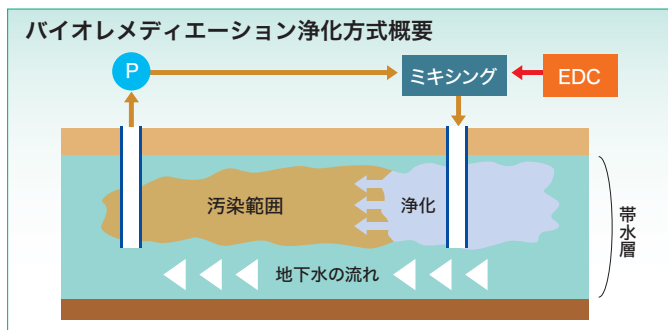 バイオレメディエーション浄化方式概要
P
ミキシング
EDC
汚染範囲
浄化
帯水層
地下水の流れ